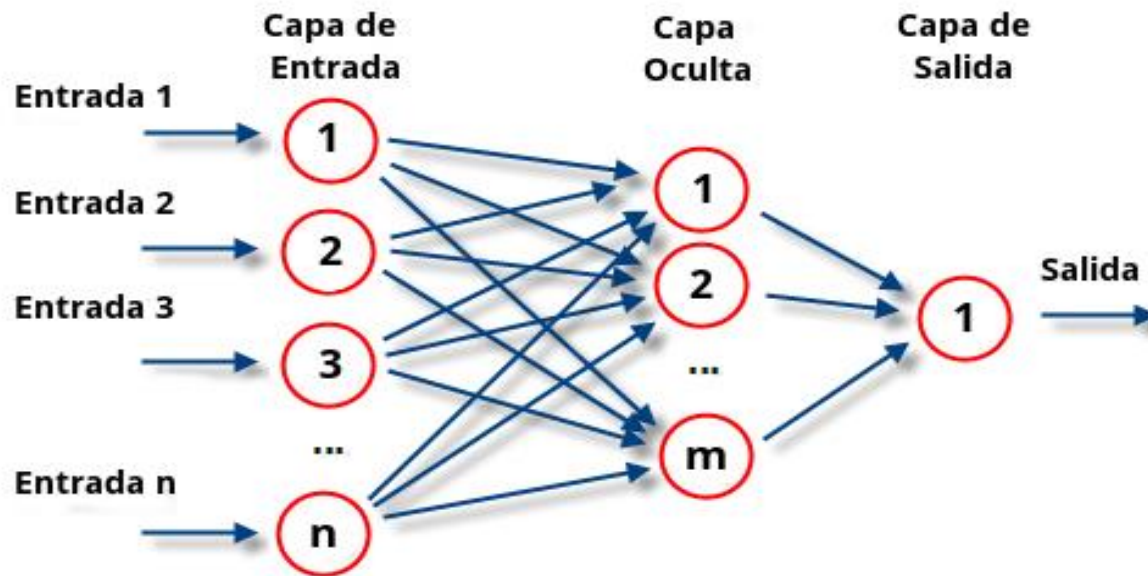 Capa de
Entrada
Capa
Oculta
Capa de
Salida
Entrada 1
1
Entrada 2
2
Entrada 3
3
...
Entrada n
n
1
2
...
m
1
Salida